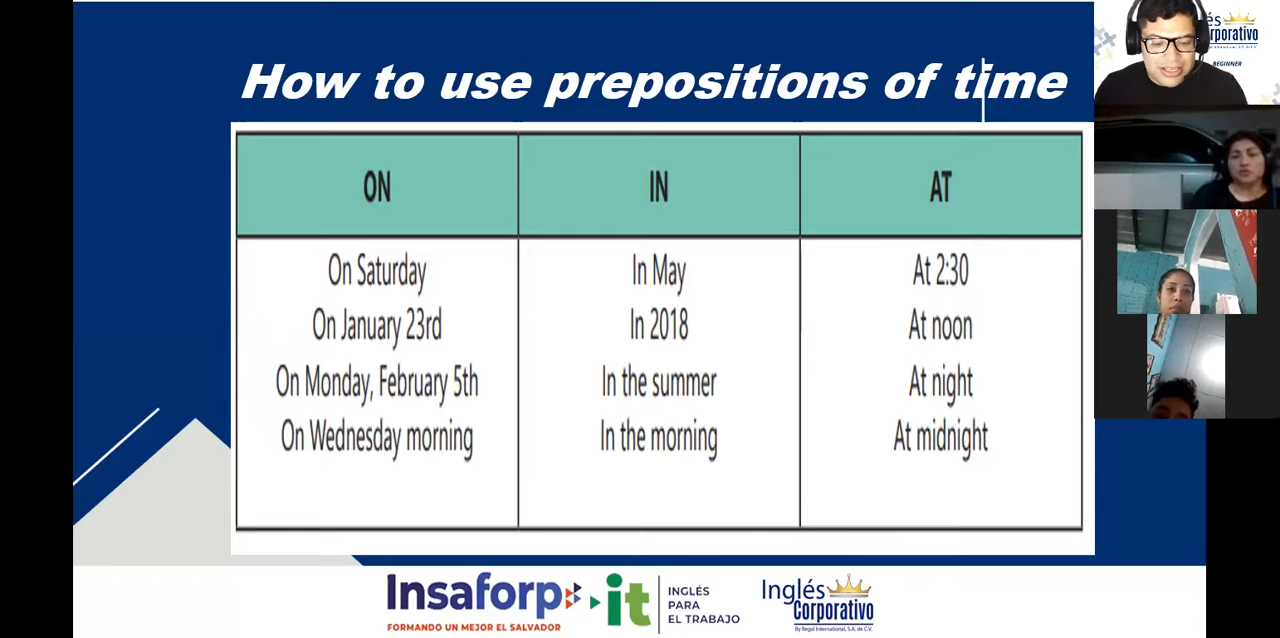 How to use prepositions of time
ON
IN
AT
On Saturday
In May
At 2:30
On January 23rd
In 2018
At noon
On Monday, February 5th
In the summer
At night
On Wednesday morning
In the morning
At midnight
Insaforp
FORMANDO UN MEJOR EL SALVADOR
it
INGLÉS
PARA
EL TRABAJO
Inglés
Corporativo
By Regal International, S.A. de C.V.
BEGINNER